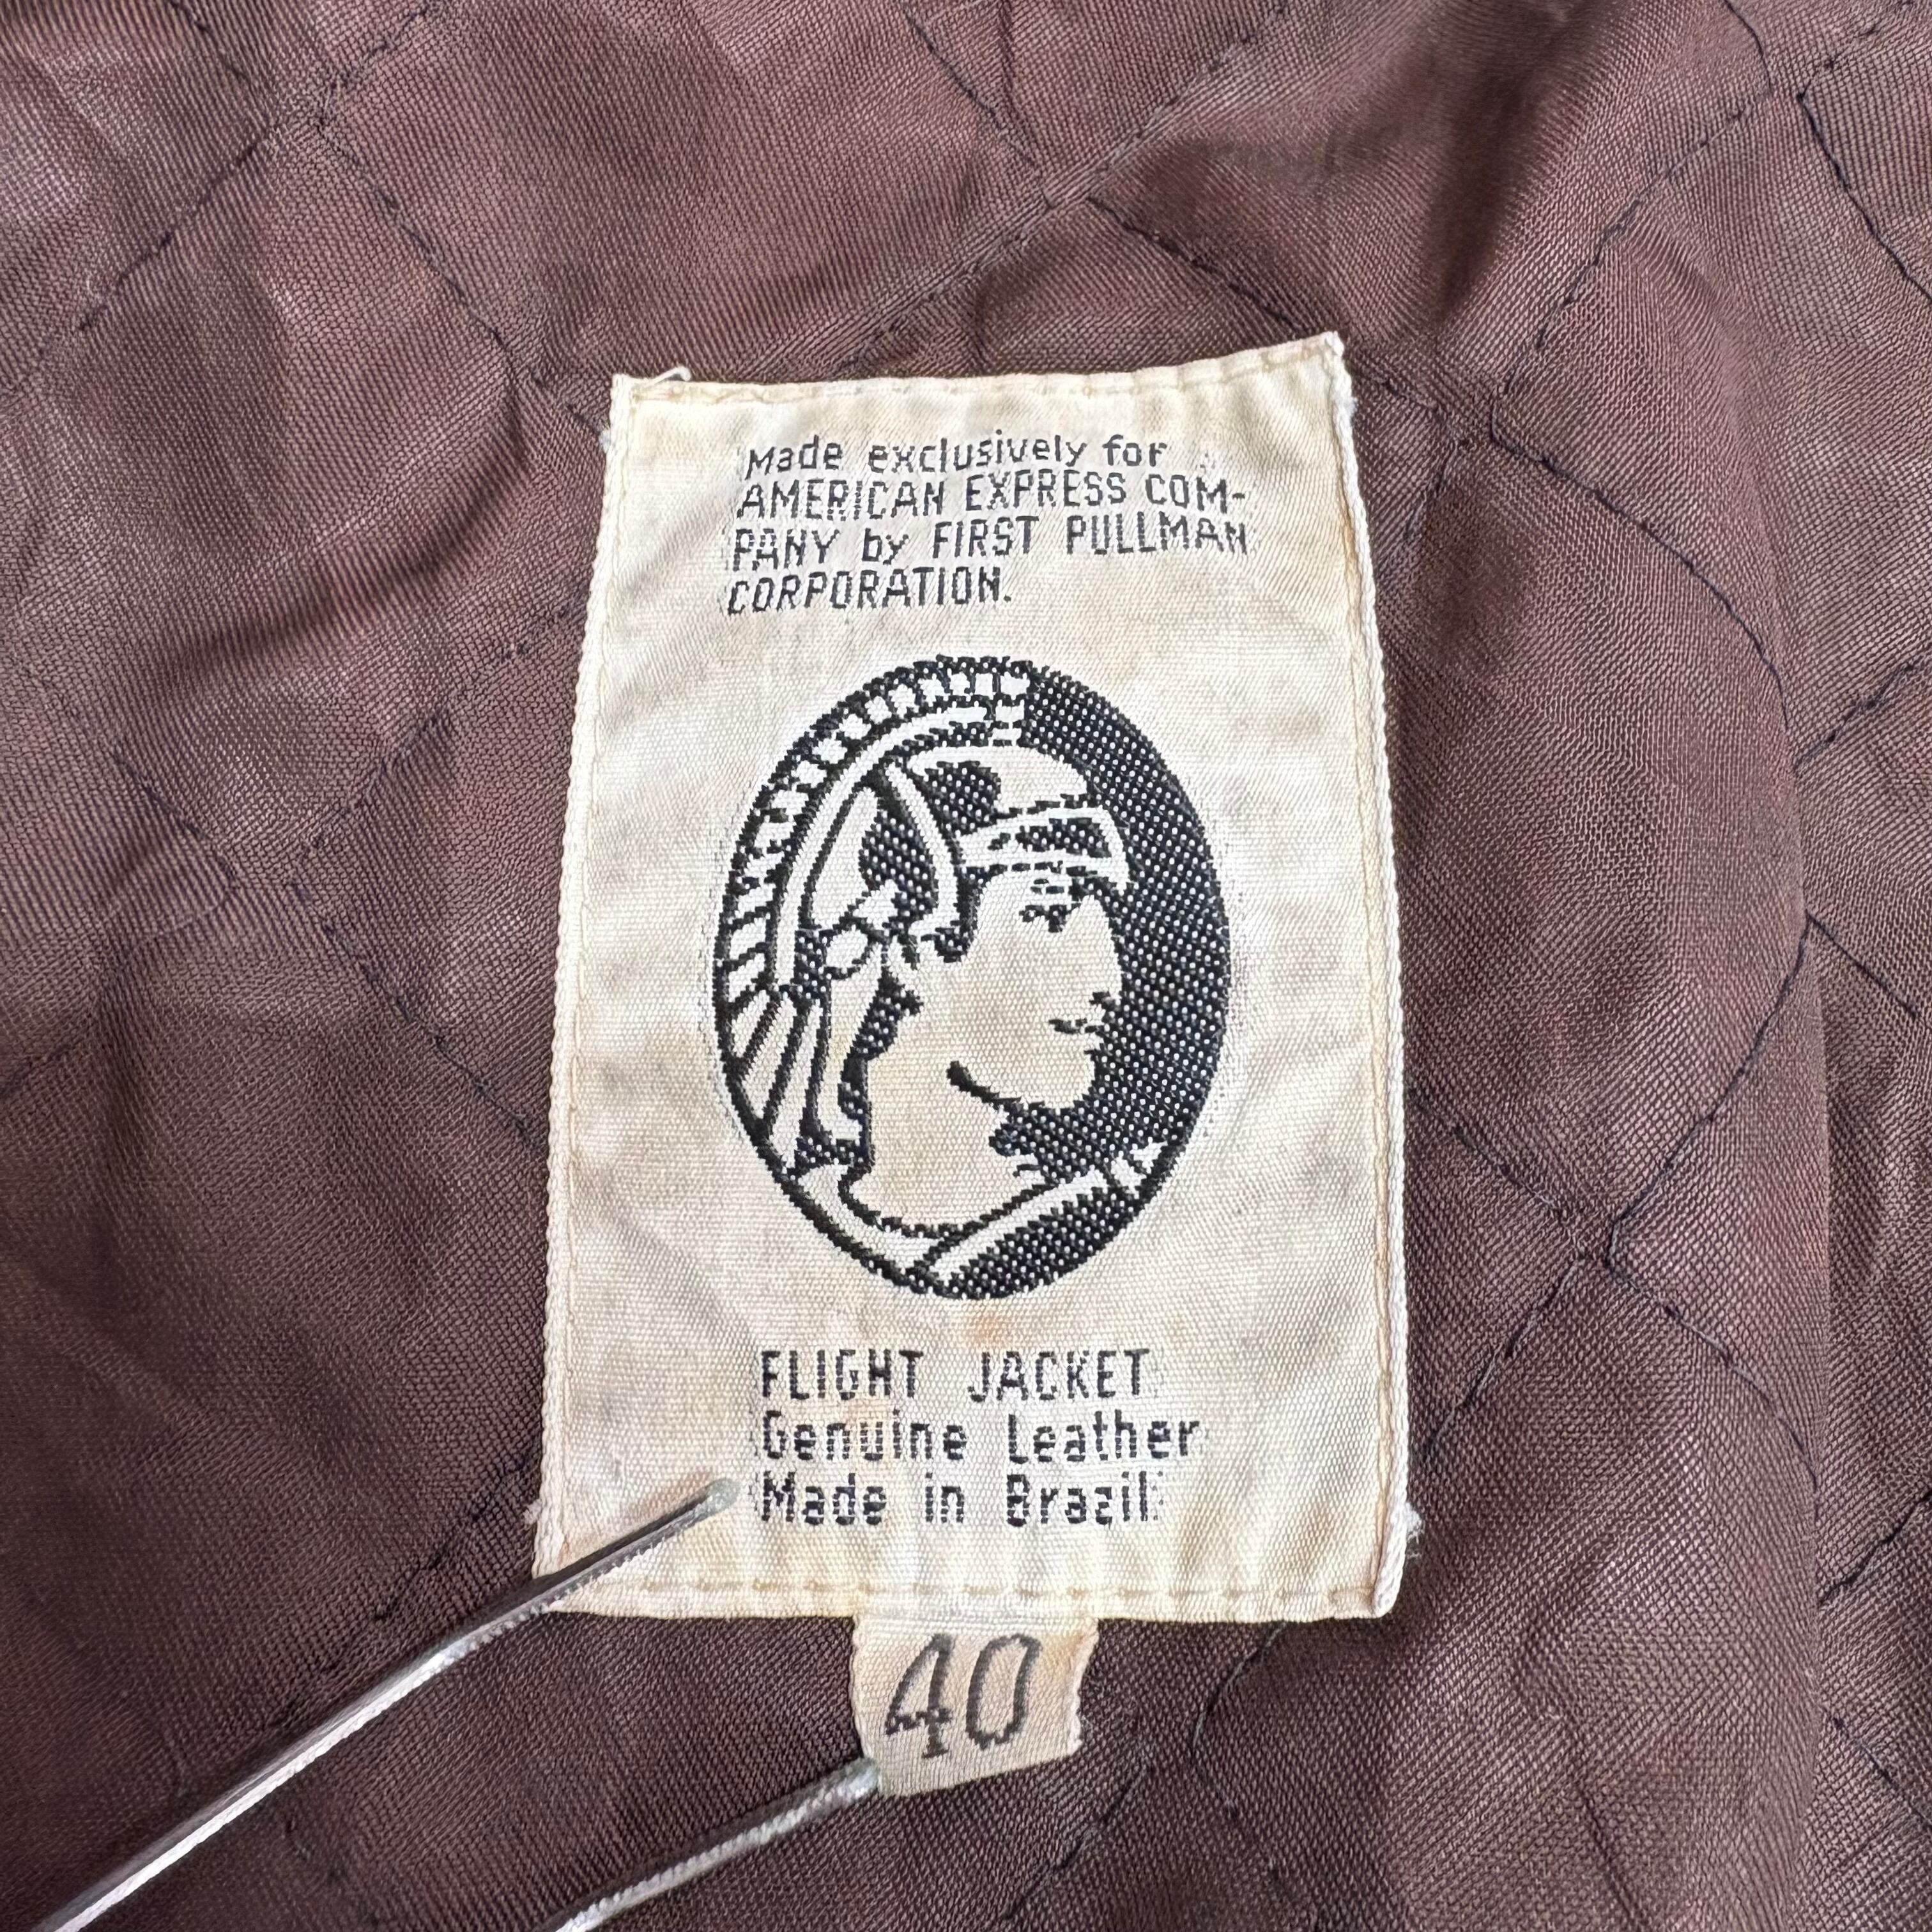 Made exclusively for
AMERICAN EXPRESS COM-
PANY by FIRST PULLMAN
CORPORATION.
FLIGHT JACKET
Genuine Leather
Made in Brazil
40